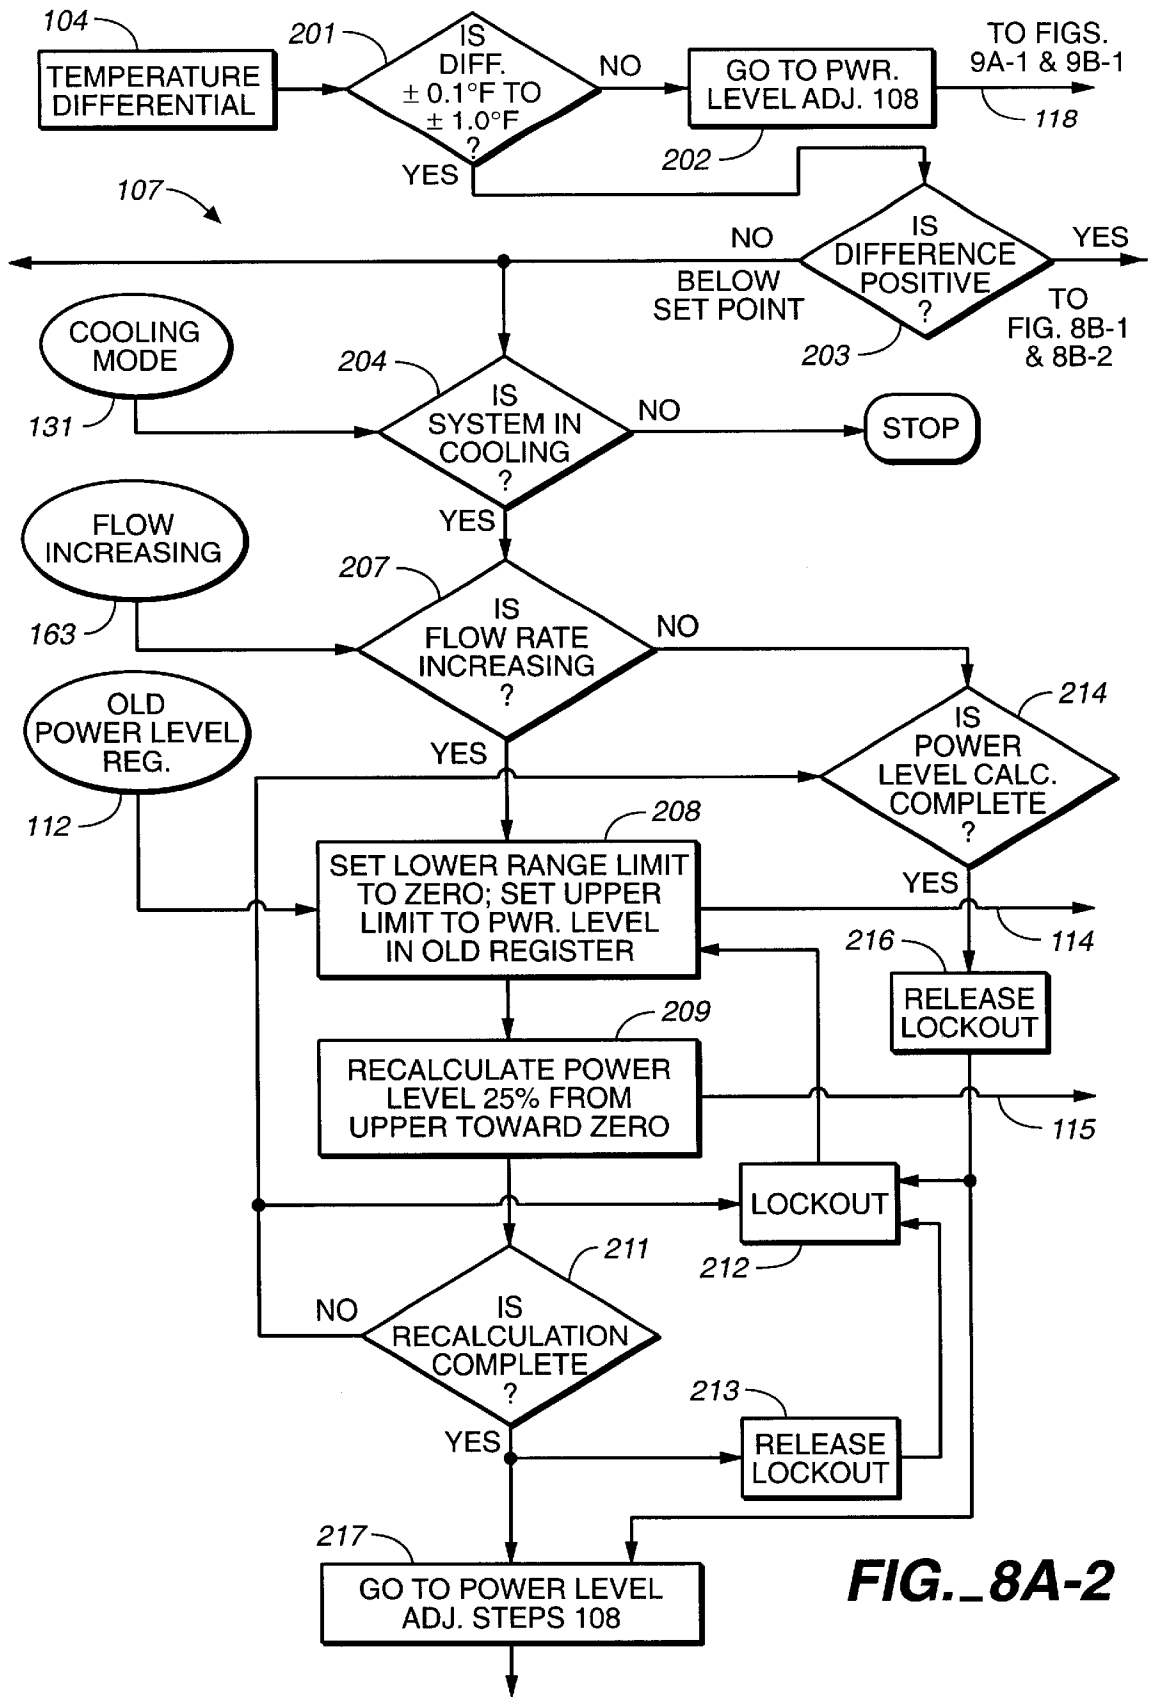 104
TEMPERATURE
DIFFERENTIAL
201
IS
DIFF.
± 0.1°F TO
± 1.0°F
?
NO
YES
GO TO PWR.
LEVEL ADJ. 108
202
TO FIGS.
9A-1 & 9B-1
118
107
NO
BELOW
SET POINT
IS
DIFFERENCE
POSITIVE
?
203
YES
TO
FIG. 8B-1
& 8B-2
COOLING
MODE
131
204
IS
SYSTEM IN
COOLING
?
NO
STOP
YES
FLOW
INCREASING
163
207
IS
FLOW RATE
INCREASING
?
NO
YES
OLD
POWER LEVEL
REG.
112
214
IS
POWER
LEVEL CALC.
COMPLETE
?
YES
208
SET LOWER RANGE LIMIT
TO ZERO; SET UPPER
LIMIT TO PWR. LEVEL
IN OLD REGISTER
114
216
RELEASE
LOCKOUT
209
RECALCULATE POWER
LEVEL 25% FROM
UPPER TOWARD ZERO
115
LOCKOUT
212
211
IS
RECALCULATION
COMPLETE
?
NO
YES
213
RELEASE
LOCKOUT
217
GO TO POWER LEVEL
ADJ. STEPS 108
FIG._8A-2